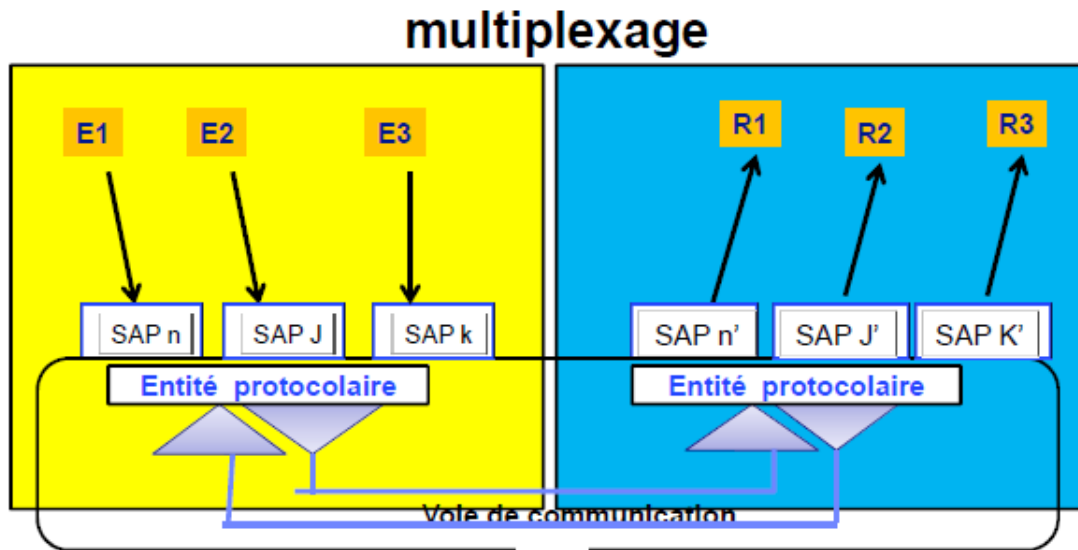 multiplexage
E1 E2 E3 R1 R2 R3
SAP n SAP J SAP k SAP n’ SAP J’ SAP K’
Entité protocolaire Entité protocolaire
Voie de communication